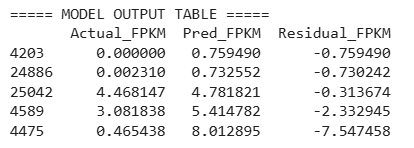 ===== MODEL OUTPUT TABLE =====
Actual_FPKM Pred_FPKM Residual_FPKM
4203 0.000000 0.759490 -0.759490
24886 0.002310 0.732552 -0.730242
25042 4.468147 4.781821 -0.313674
4589 3.081838 5.414782 -2.332945
4475 0.465438 8.012895 -7.547458